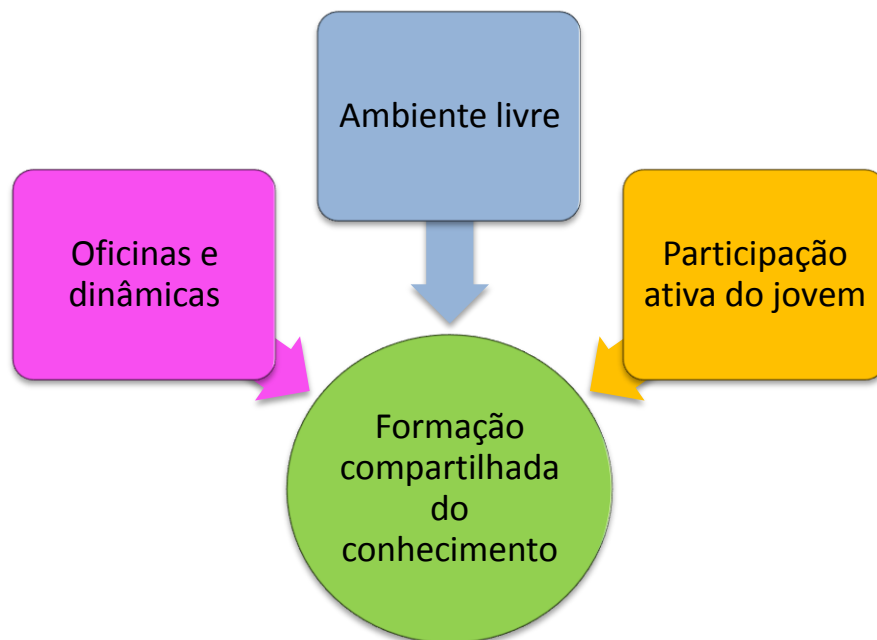 Ambiente livre
Oficinas e
dinâmicas
Participação
ativa do jovem
Formação
compartilhada
do
conhecimento